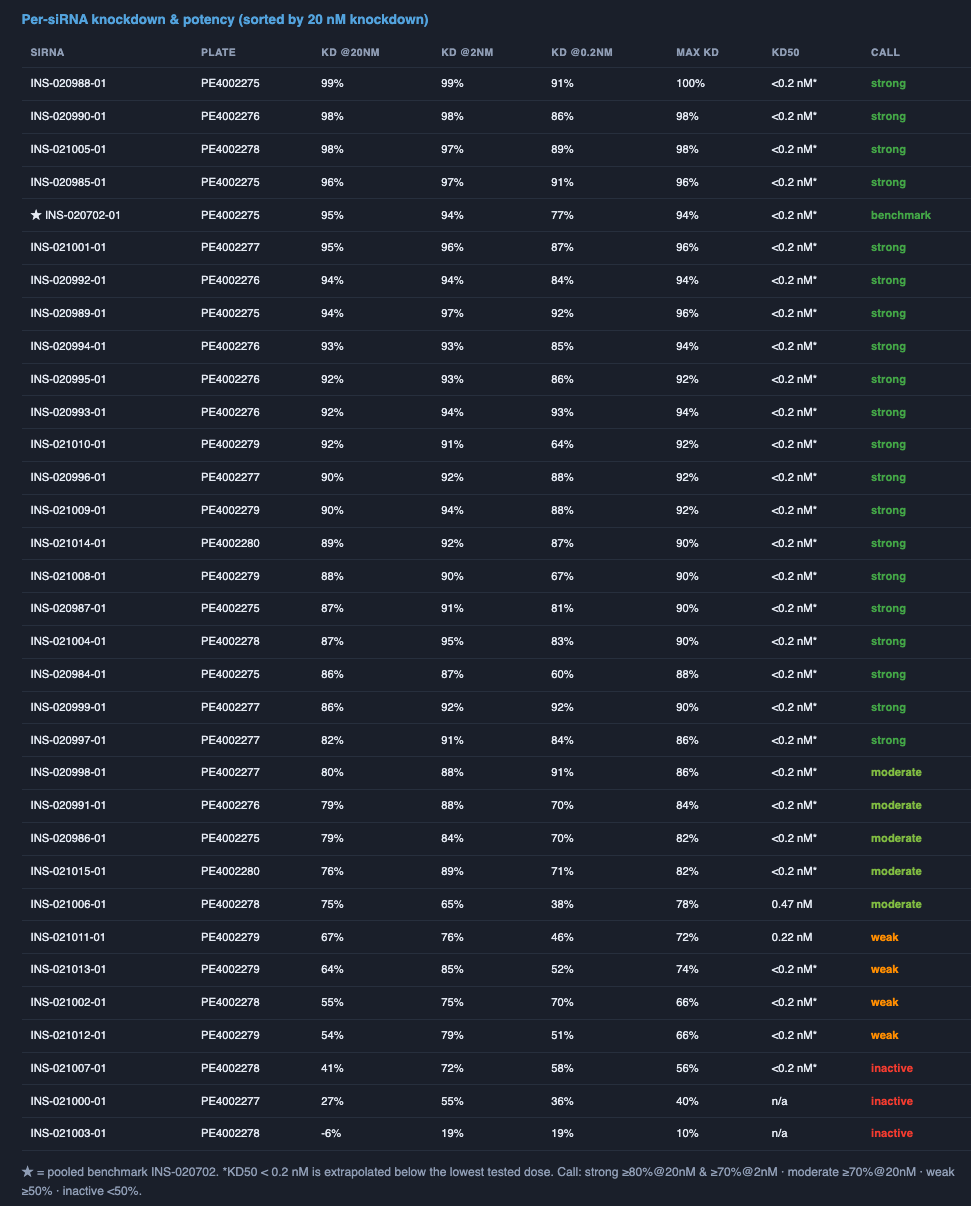 Per-siRNA knockdown & potency (sorted by 20 nM knockdown)
SIRNA PLATE KD @20NM KD @2NM KD @0.2NM MAX KD KD50 CALL
INS-020988-01 PE4002275 99% 99% 91% 100% <0.2 nM* strong
INS-020990-01 PE4002276 98% 98% 86% 98% <0.2 nM* strong
INS-021005-01 PE4002278 98% 97% 89% 98% <0.2 nM* strong
INS-020985-01 PE4002275 96% 97% 91% 96% <0.2 nM* strong
★ INS-020702-01 PE4002275 95% 94% 77% 94% <0.2 nM* benchmark
INS-021001-01 PE4002277 95% 96% 87% 96% <0.2 nM* strong
INS-020992-01 PE4002276 94% 94% 84% 94% <0.2 nM* strong
INS-020989-01 PE4002275 94% 97% 92% 96% <0.2 nM* strong
INS-020994-01 PE4002276 93% 93% 85% 94% <0.2 nM* strong
INS-020995-01 PE4002276 92% 93% 86% 92% <0.2 nM* strong
INS-020993-01 PE4002276 92% 94% 93% 94% <0.2 nM* strong
INS-021010-01 PE4002279 92% 91% 64% 92% <0.2 nM* strong
INS-020996-01 PE4002277 90% 92% 88% 92% <0.2 nM* strong
INS-021009-01 PE4002279 90% 94% 88% 92% <0.2 nM* strong
INS-021014-01 PE4002280 89% 92% 87% 90% <0.2 nM* strong
INS-021008-01 PE4002279 88% 90% 67% 90% <0.2 nM* strong
INS-020987-01 PE4002275 87% 91% 81% 90% <0.2 nM* strong
INS-021004-01 PE4002278 87% 95% 83% 90% <0.2 nM* strong
INS-020984-01 PE4002275 86% 87% 60% 88% <0.2 nM* strong
INS-020999-01 PE4002277 86% 92% 92% 90% <0.2 nM* strong
INS-020997-01 PE4002277 82% 91% 84% 86% <0.2 nM* strong
INS-020998-01 PE4002277 80% 88% 91% 86% <0.2 nM* moderate
INS-020991-01 PE4002276 79% 88% 70% 84% <0.2 nM* moderate
INS-020986-01 PE4002275 79% 84% 70% 82% <0.2 nM* moderate
INS-021015-01 PE4002280 76% 89% 71% 82% <0.2 nM* moderate
INS-021006-01 PE4002278 75% 65% 38% 78% 0.47 nM moderate
INS-021011-01 PE4002279 67% 76% 46% 72% 0.22 nM weak
INS-021013-01 PE4002279 64% 85% 52% 74% <0.2 nM* weak
INS-021002-01 PE4002278 55% 75% 70% 66% <0.2 nM* weak
INS-021012-01 PE4002279 54% 79% 51% 66% <0.2 nM* weak
INS-021007-01 PE4002278 41% 72% 58% 56% <0.2 nM* inactive
INS-021000-01 PE4002277 27% 55% 36% 40% n/a inactive
INS-021003-01 PE4002278 -6% 19% 19% 10% n/a inactive
★ = pooled benchmark INS-020702. *KD50 < 0.2 nM is extrapolated below the lowest tested dose. Call: strong ≥80%@20nM & ≥70%@2nM · moderate ≥70%@20nM · weak
≥50% · inactive <50%.